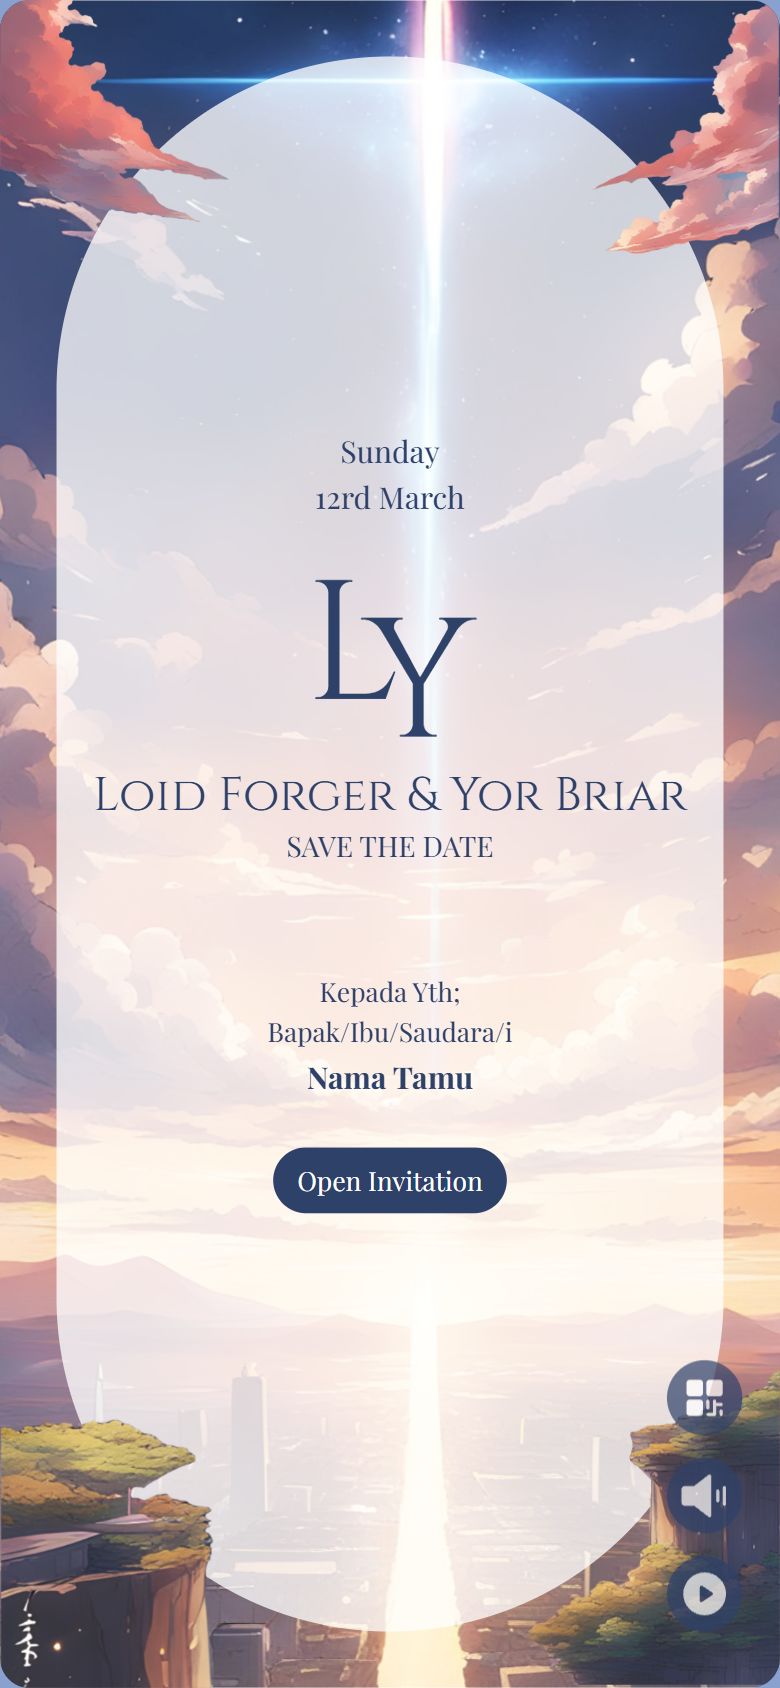 Sunday
12rd March
LY
Loid Forger & Yor Briar
SAVE THE DATE
Kepada Yth;
Bapak/Ibu/Saudara/i
Nama Tamu
Open Invitation